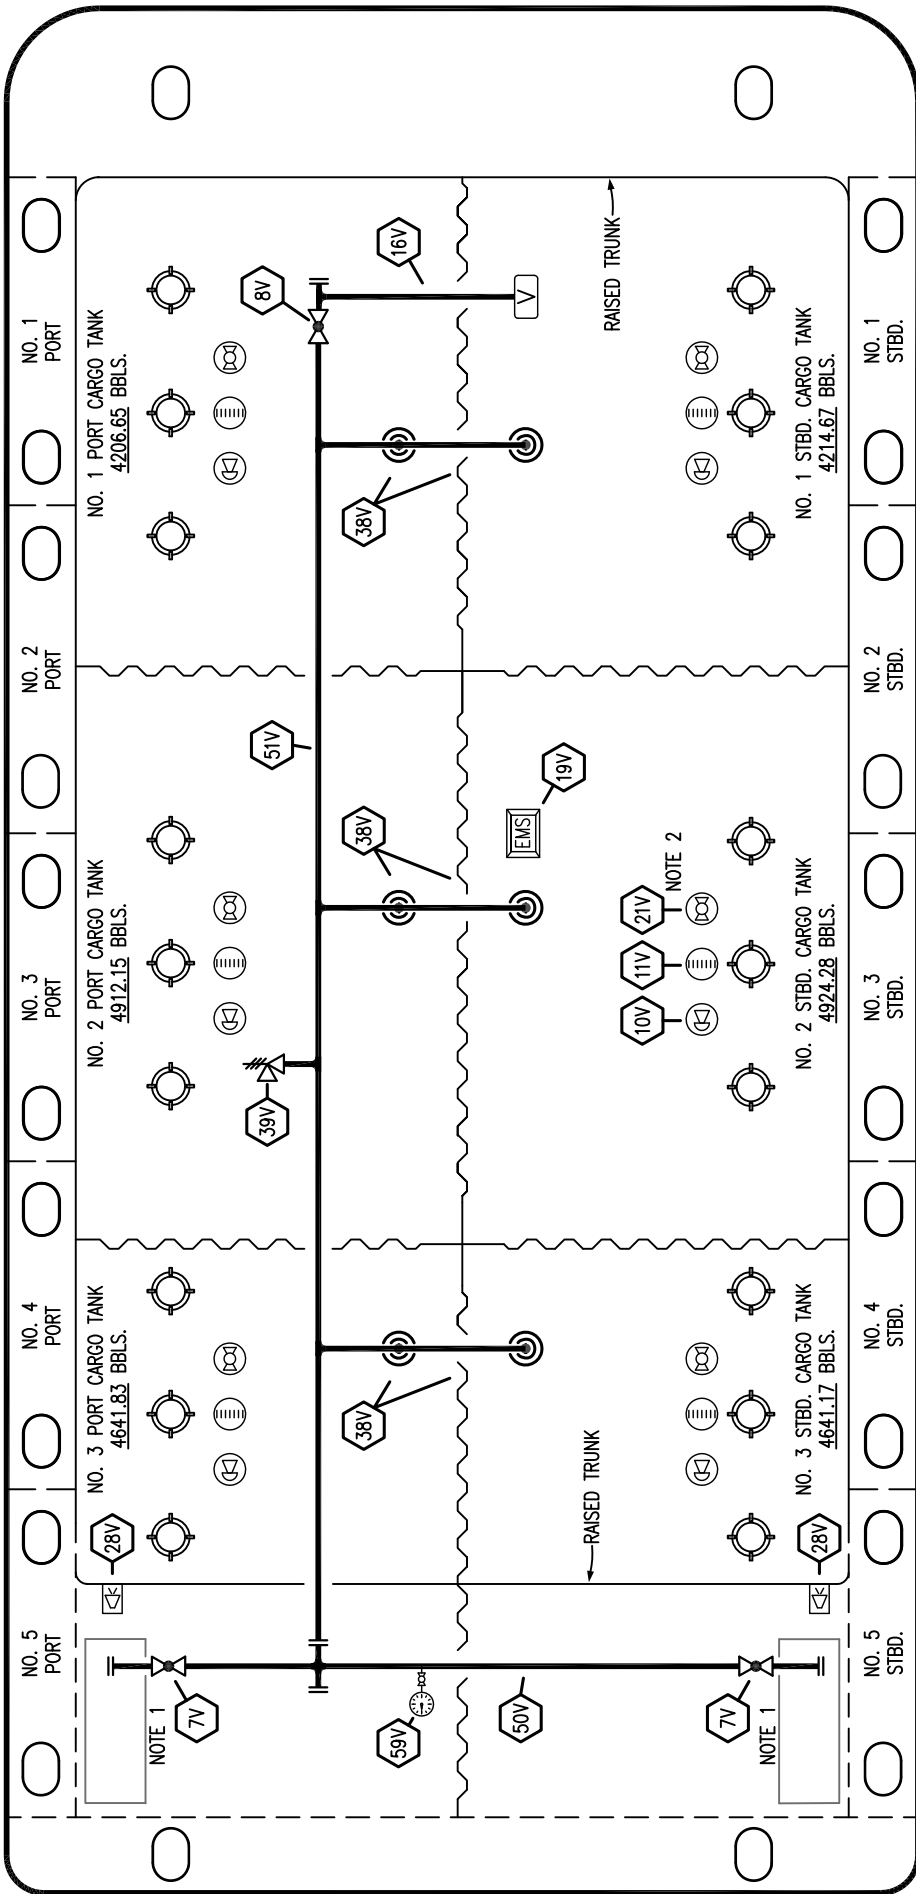 NO. 5
PORT
NO. 4
PORT
NO. 3
PORT
NO. 2
PORT
NO. 1
PORT
28V
NO. 3 PORT CARGO TANK
4641.83 BBLS.
NO. 2 PORT CARGO TANK
4912.15 BBLS.
NO. 1 PORT CARGO TANK
4206.65 BBLS.
NOTE 1
7V
39V
51V
8V
38V
38V
38V
16V
59V
50V
EMS
19V
V
RAISED TRUNK
RAISED TRUNK
10V
11V
21V
NOTE 2
7V
NOTE 1
28V
NO. 3 STBD. CARGO TANK
4641.17 BBLS.
NO. 2 STBD. CARGO TANK
4924.28 BBLS.
NO. 1 STBD. CARGO TANK
4214.67 BBLS.
NO. 5
STBD.
NO. 4
STBD.
NO. 3
STBD.
NO. 2
STBD.
NO. 1
STBD.